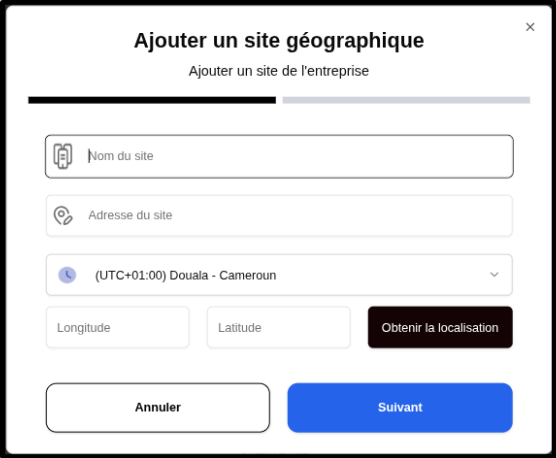 Ajouter un site géographique
Ajouter un site de l'entreprise
Nom du site
Adresse du site
(UTC+01:00) Douala - Cameroun
Longitude
Latitude
Obtenir la localisation
Annuler
Suivant